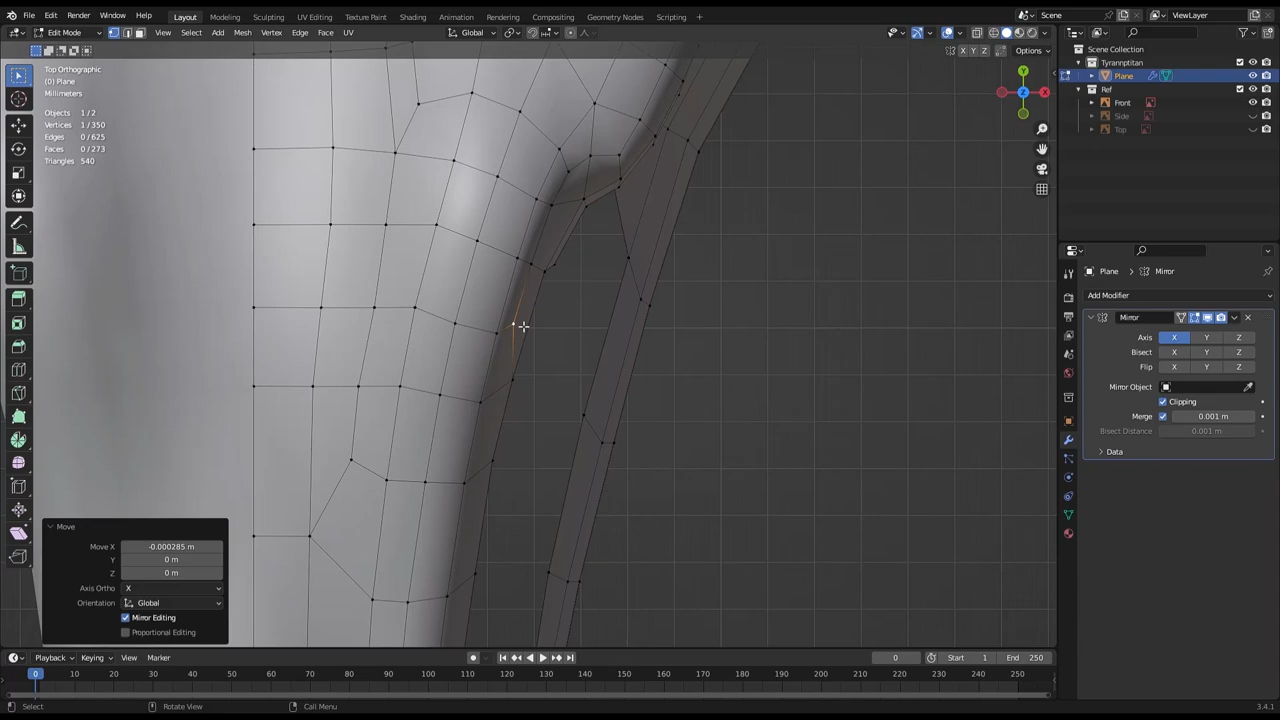 File Edit Render Window Help Layout Modeling Sculpting UV Editing Texture Paint Shading Animation Rendering Compositing Geometry Nodes Scripting + Scene ViewLayer
Edit Mode View Select Add Mesh Vertex Edge Face UV Global
X Y Z Options
Top Orthographic
(0) Plane
Millimeters
Objects 1/2
Vertices 1/350
Edges 0/625
Faces 0/273
Triangles 540
Y
Z X
Move
Move X -0.000285 m
Y 0 m
Z 0 m
Axis Ortho X
Orientation Global
Mirror Editing
Proportional Editing
Scene Collection
Tyrannptitan
Plane
Ref
Front
Side
Top
Plane > Mirror
Add Modifier
Mirror
Axis X Y Z
Bisect X Y Z
Flip X Y Z
Mirror Object
Clipping
Merge 0.001 m
Bisect Distance 0.001 m
Data
Playback Keying View Marker 0 Start 1 End 250
0 10 20 30 40 50 60 70 80 90 100 110 120 130 140 150 160 170 180 190 200 210 220 230 240 250
Select Rotate View Call Menu 3.4.1